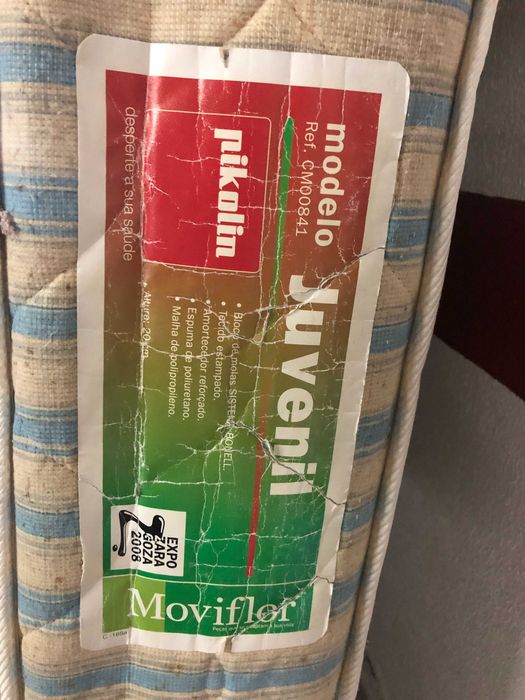 modelo
Ref. CM00841
Juvenil
pikolin
desperte a sua saúde
• Bloco de molas SISTEMA BONELL.
• Tecido estampado.
• Amortecedor reforçado.
• Espuma de poliuretano.
• Malha de polipropileno.
• Altura: 20 cm.
EXPO
ZARA
GOZA
2008
Moviflor